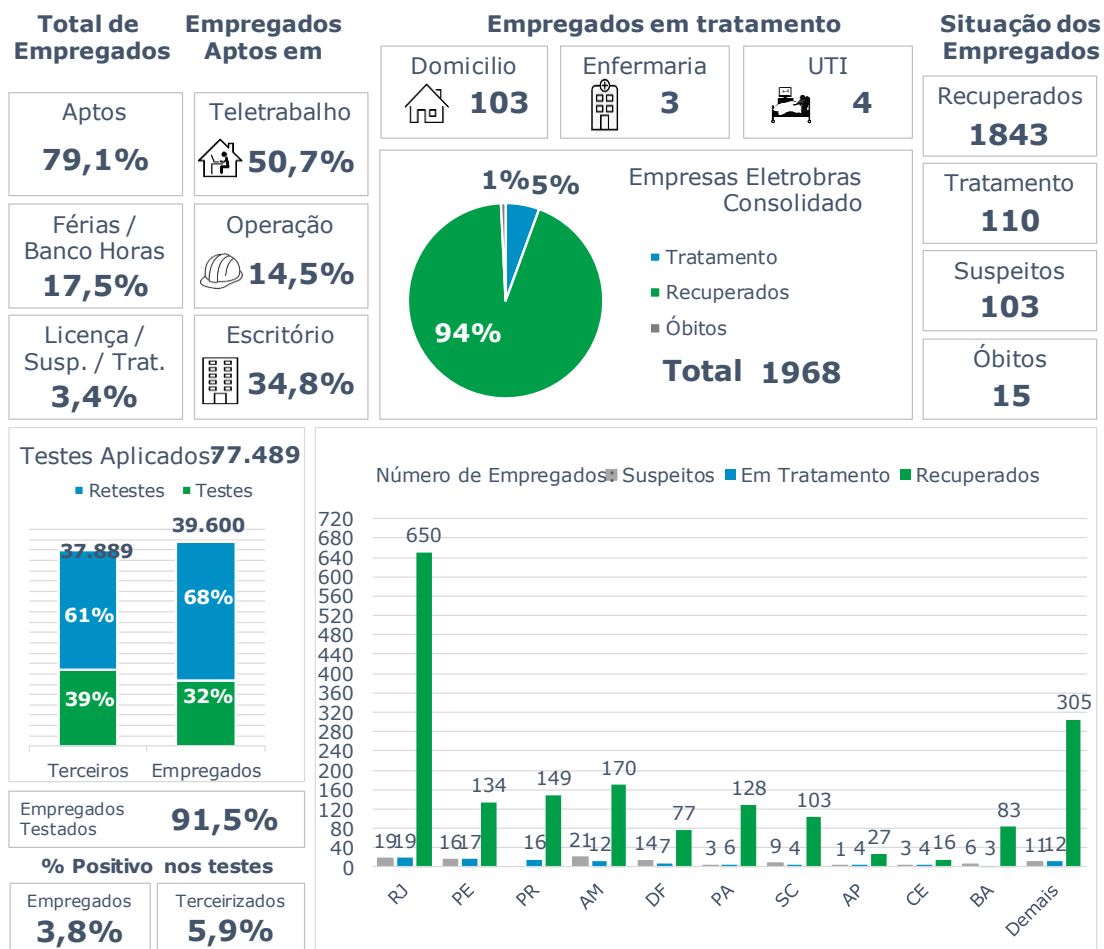 Total de
Empregados
Aptos
79,1%
Férias /
Banco Horas
17,5%
Licença /
Susp. / Trat.
3,4%
Empregados
Aptos em
Teletrabalho
50,7%
Operação
14,5%
Escritório
34,8%
Empregados em tratamento
Domicilio
103
Enfermaria
3
UTI
4
1% 5%
94%
Empresas Eletrobras
Consolidado
Tratamento
Recuperados
Óbitos
Total 1968
Situação dos
Empregados
Recuperados
1843
Tratamento
110
Suspeitos
103
Óbitos
15
Testes Aplicados: 77.489
Retestes Testes
39.600
37.889
61% 68%
39% 32%
Terceiros Empregados
Empregados
Testados
91,5%
% Positivo nos testes
Empregados
3,8%
Terceirizados
5,9%
Número de Empregados: Suspeitos Em Tratamento Recuperados
720
680
640
600
560
520
480
440
400
360
320
280
240
200
160
120
80
40
0
19 19 650
16 17 134
16 149
21 12 170
14 7 77
3 6 128
9 4 103
1 4 27
3 4 16
6 3 83
11 12 305
RJ PE PR AM DF PA SC AP CE BA Demais